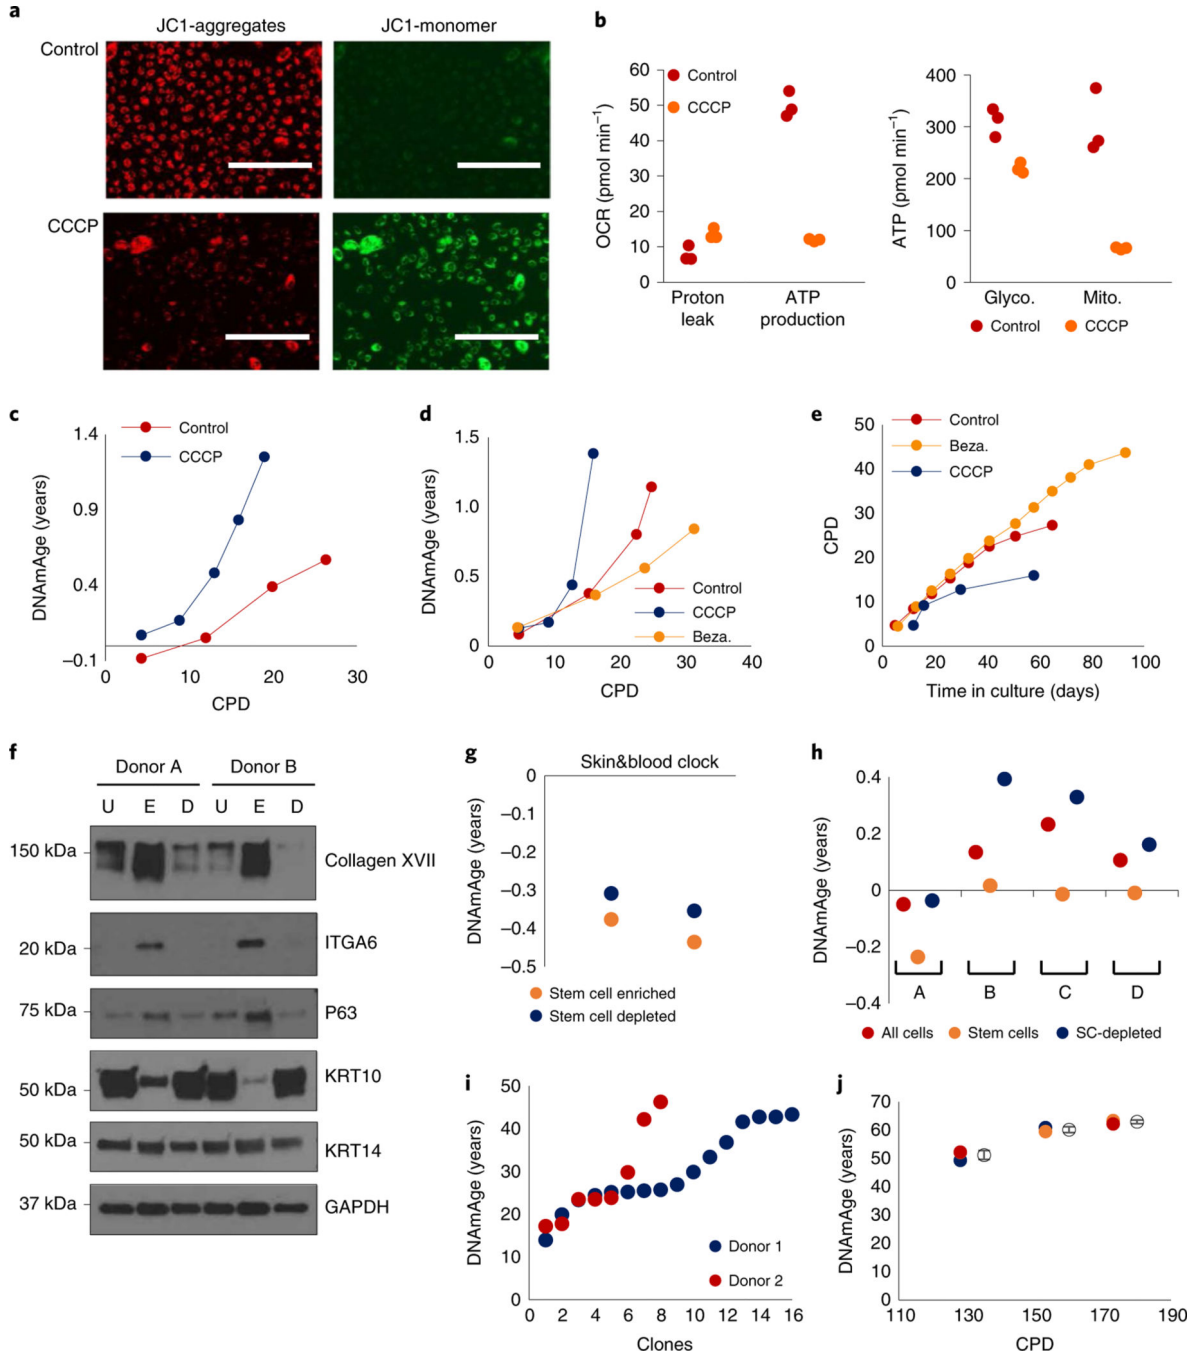 a
JC1-aggregates
JC1-monomer
Control
CCCP
b
60
50
40
30
20
10
0
OCR (pmol min−1)
Control
CCCP
Proton
leak
ATP
production
400
300
200
100
0
ATP (pmol min−1)
Glyco.
Mito.
Control
CCCP
c
Control
CCCP
1.4
0.9
0.4
−0.1
DNAmAge (years)
0
10
20
30
CPD
d
1.5
1.0
0.5
0
DNAmAge (years)
Control
CCCP
Beza.
0
10
20
30
40
CPD
e
Control
Beza.
CCCP
50
40
30
20
10
0
CPD
0
20
40
60
80
100
Time in culture (days)
f
Donor A
Donor B
U
E
D
U
E
D
150 kDa
Collagen XVII
20 kDa
ITGA6
75 kDa
P63
50 kDa
KRT10
50 kDa
KRT14
37 kDa
GAPDH
g
Skin&blood clock
0
−0.1
−0.2
−0.3
−0.4
−0.5
DNAmAge (years)
Stem cell enriched
Stem cell depleted
h
0.4
0.2
0
−0.2
−0.4
DNAmAge (years)
A
B
C
D
All cells
Stem cells
SC-depleted
i
50
40
30
20
10
0
DNAmAge (years)
Donor 1
Donor 2
0
2
4
6
8
10
12
14
16
Clones
j
70
60
50
40
30
20
10
0
DNAmAge (years)
110
130
150
170
190
CPD